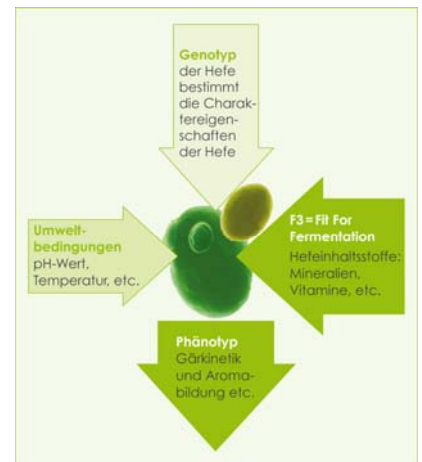 Genotyp
der Hefe
bestimmt
die Charak-
tereigen-
schaften
der Hefe
Umwelt-
bedingungen
pH-Wert,
Temperatur, etc.
F3=Fit For
Fermentation
Hefeinhaltsstoffe:
Mineralien,
Vitamine, etc.
Phänotyp
Gärkinetik
und Aroma-
bildung etc.